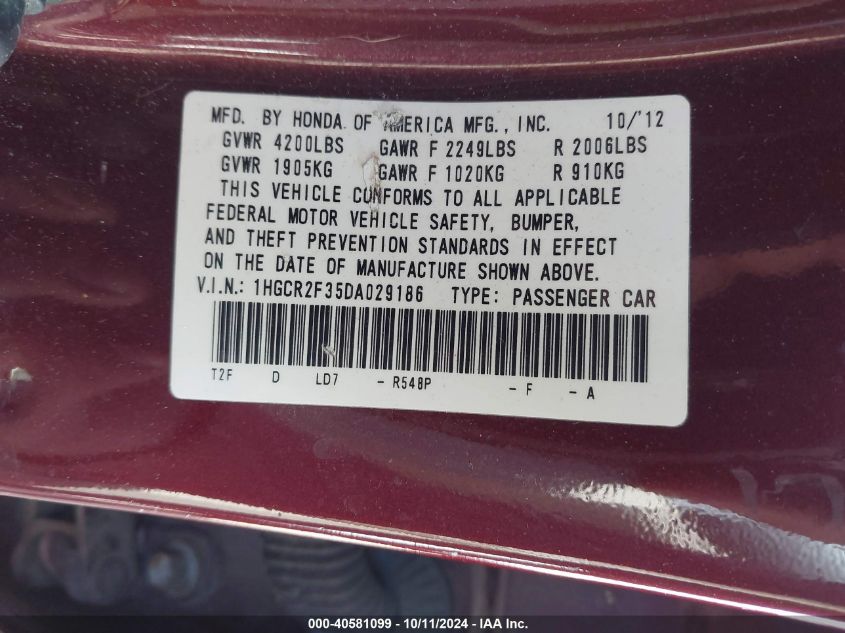 MFD. BY HONDA OF AMERICA MFG., INC. 10/'12
GVWR 4200LBS GAWR F 2249LBS R 2006LBS
GVWR 1905KG GAWR F 1020KG R 910KG
THIS VEHICLE CONFORMS TO ALL APPLICABLE
FEDERAL MOTOR VEHICLE SAFETY, BUMPER,
AND THEFT PREVENTION STANDARDS IN EFFECT
ON THE DATE OF MANUFACTURE SHOWN ABOVE.
V.I.N.: 1HGCR2F35DA029186 TYPE: PASSENGER CAR
T2F D LD7 - R548P - F - A
000-40581099 - 10/11/2024 - IAA Inc.